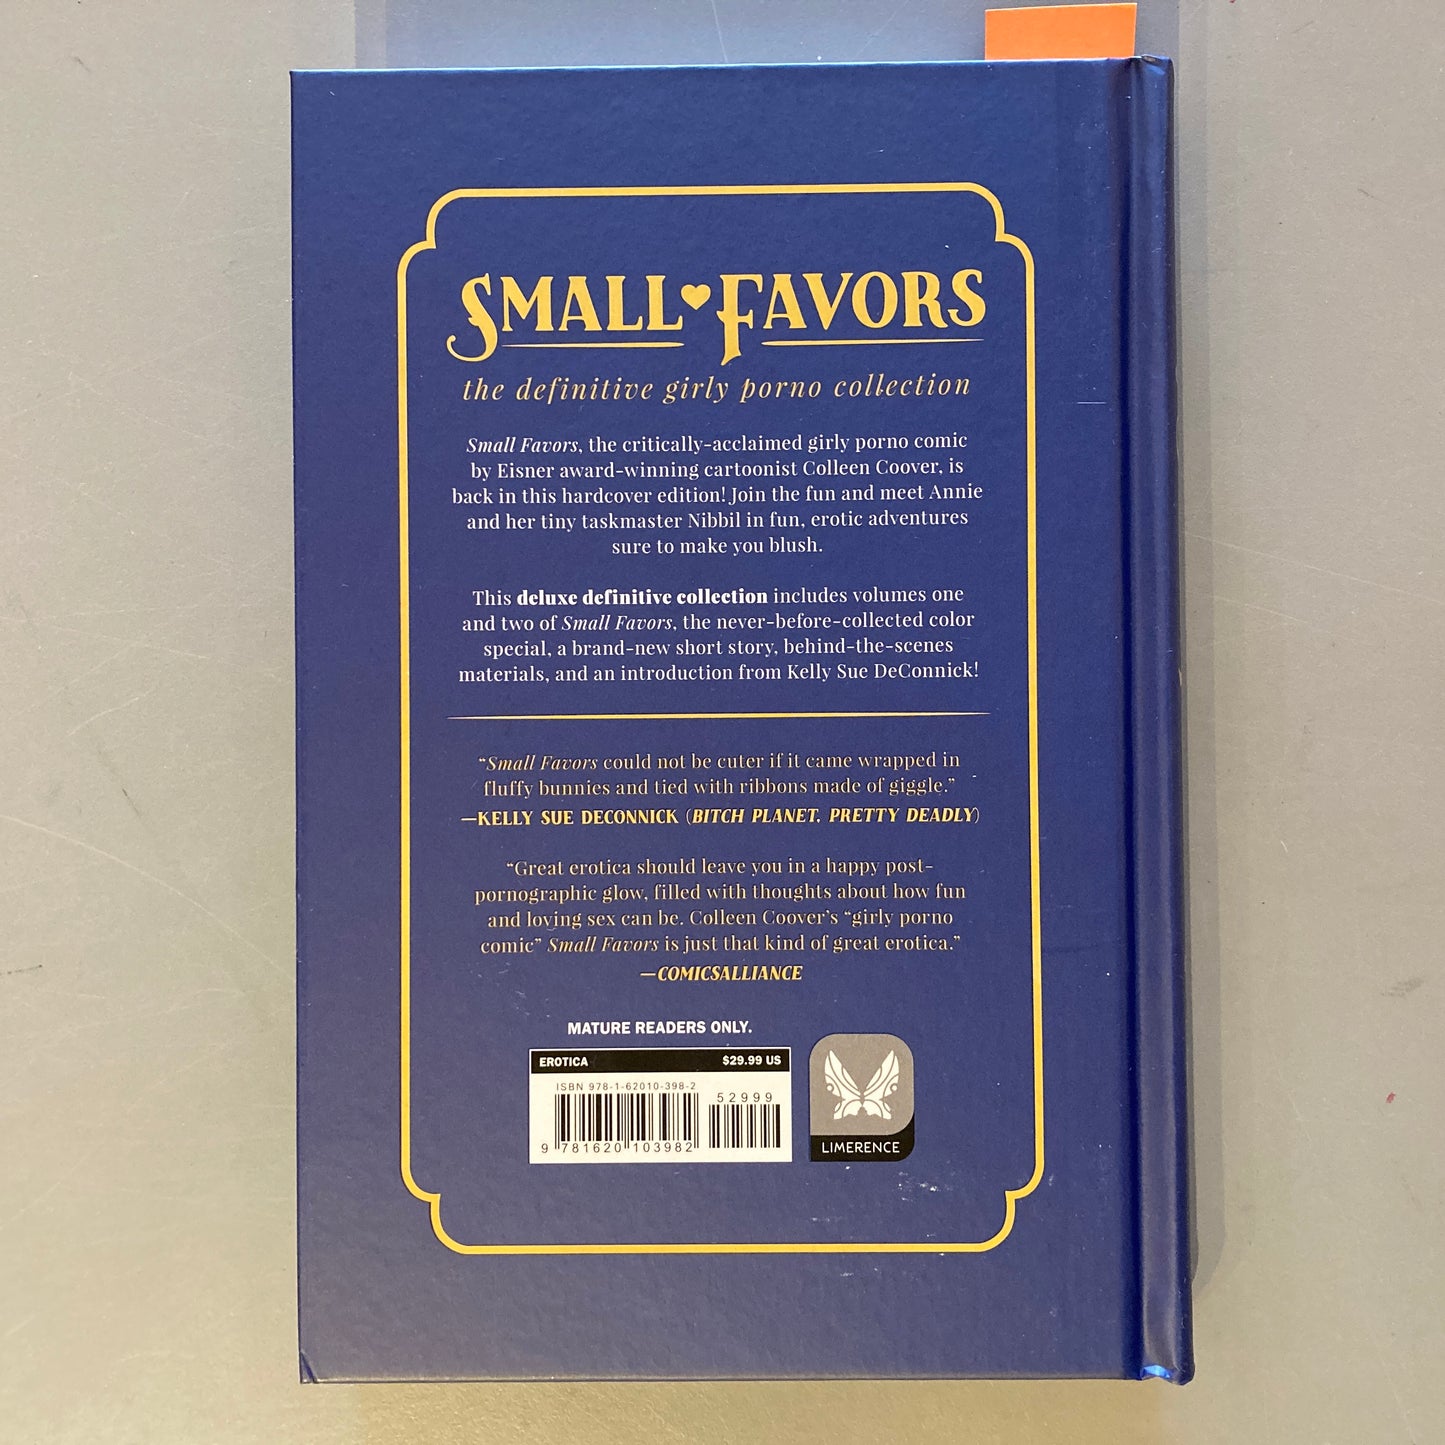 SMALL♥FAVORS
the definitive girly porno collection
Small Favors, the critically-acclaimed girly porno comic
by Eisner award-winning cartoonist Colleen Coover, is
back in this hardcover edition! Join the fun and meet Annie
and her tiny taskmaster Nibbil in fun, erotic adventures
sure to make you blush.
This deluxe definitive collection includes volumes one
and two of Small Favors, the never-before-collected color
special, a brand-new short story, behind-the-scenes
materials, and an introduction from Kelly Sue DeConnick!
“Small Favors could not be cuter if it came wrapped in
fluffy bunnies and tied with ribbons made of giggle.”
—KELLY SUE DECONNICK (BITCH PLANET, PRETTY DEADLY)
“Great erotica should leave you in a happy post-
pornographic glow, filled with thoughts about how fun
and loving sex can be. Colleen Coover’s “girly porno
comic” Small Favors is just that kind of great erotica.”
—COMICSALLIANCE
MATURE READERS ONLY.
EROTICA $29.99 US
ISBN 978-1-62010-398-2
52999
9 781620 103982
LIMERENCE